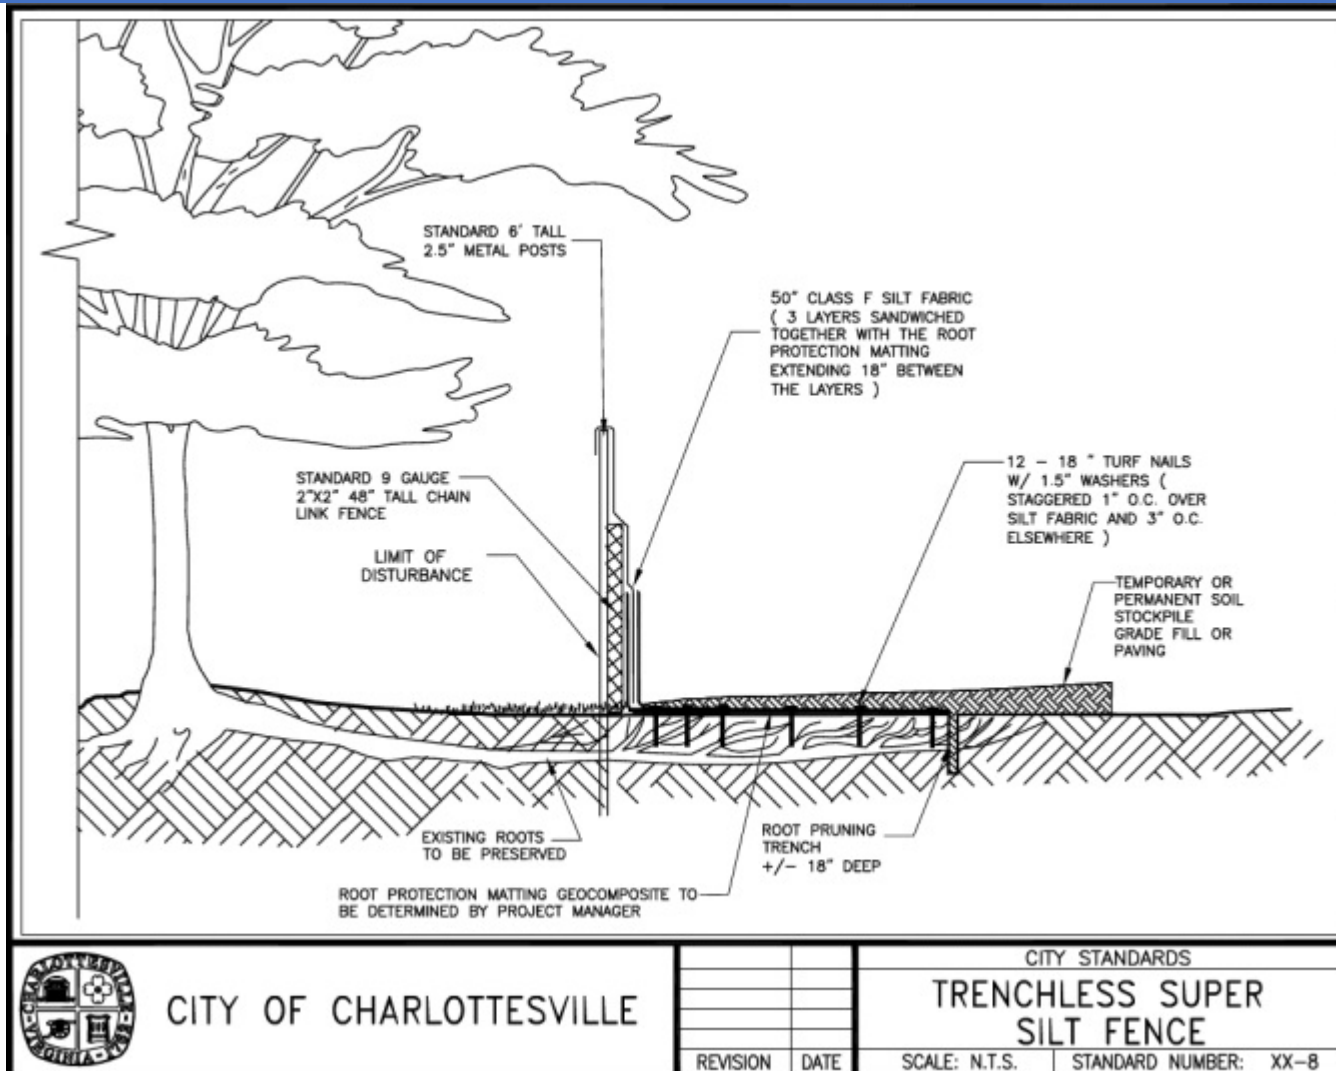 STANDARD 6' TALL
2.5" METAL POSTS
50" CLASS F SILT FABRIC
( 3 LAYERS SANDWICHED
TOGETHER WITH THE ROOT
PROTECTION MATTING
EXTENDING 18" BETWEEN
THE LAYERS )
STANDARD 9 GAUGE
2"X2" 48" TALL CHAIN
LINK FENCE
12 - 18 " TURF NAILS
W/ 1.5" WASHERS (
STAGGERED 1" O.C. OVER
SILT FABRIC AND 3" O.C.
ELSEWHERE )
LIMIT OF
DISTURBANCE
TEMPORARY OR
PERMANENT SOIL
STOCKPILE
GRADE FILL OR
PAVING
EXISTING ROOTS
TO BE PRESERVED
ROOT PRUNING
TRENCH
+/- 18" DEEP
ROOT PROTECTION MATTING GEOCOMPOSITE TO
BE DETERMINED BY PROJECT MANAGER
CHARLOTTESVILLE
VIRGINIA - 1762
CITY OF CHARLOTTESVILLE
REVISION DATE
CITY STANDARDS
TRENCHLESS SUPER
SILT FENCE
SCALE: N.T.S. STANDARD NUMBER: XX-8